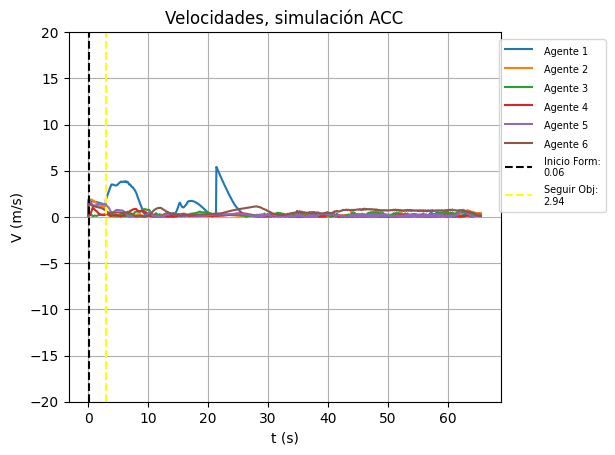 Velocidades, simulación ACC
V (m/s)
20
15
10
5
0
−5
−10
−15
−20
0
10
20
30
40
50
60
t (s)
Agente 1
Agente 2
Agente 3
Agente 4
Agente 5
Agente 6
Inicio Form:
0.06
Seguir Obj:
2.94